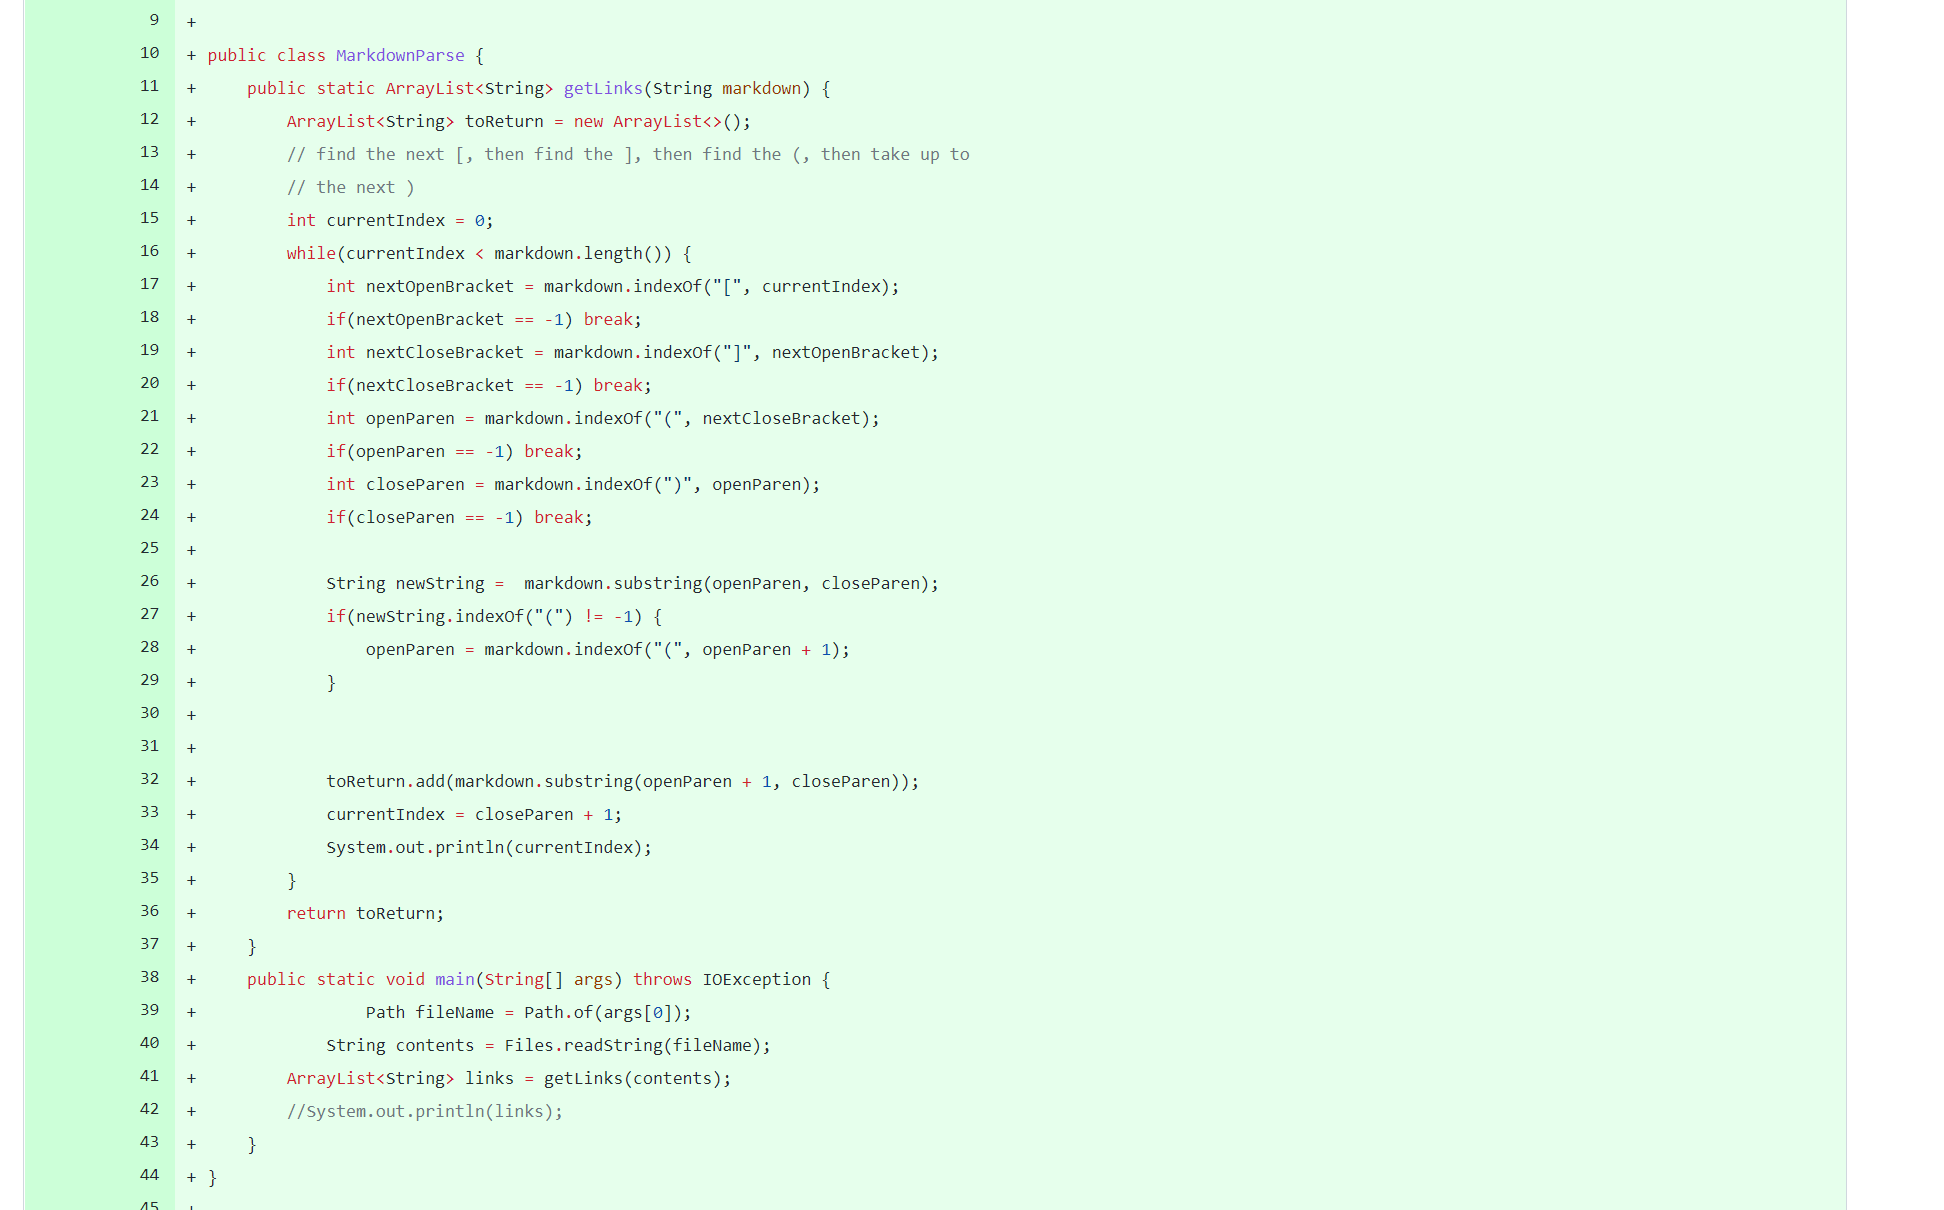 9 +
10 + public class MarkdownParse {
11 +     public static ArrayList<String> getLinks(String markdown) {
12 +         ArrayList<String> toReturn = new ArrayList<>();
13 +         // find the next [, then find the ], then find the (, then take up to
14 +         // the next )
15 +         int currentIndex = 0;
16 +         while(currentIndex < markdown.length()) {
17 +             int nextOpenBracket = markdown.indexOf("[", currentIndex);
18 +             if(nextOpenBracket == -1) break;
19 +             int nextCloseBracket = markdown.indexOf("]", nextOpenBracket);
20 +             if(nextCloseBracket == -1) break;
21 +             int openParen = markdown.indexOf("(", nextCloseBracket);
22 +             if(openParen == -1) break;
23 +             int closeParen = markdown.indexOf(")", openParen);
24 +             if(closeParen == -1) break;
25 +
26 +             String newString =  markdown.substring(openParen, closeParen);
27 +             if(newString.indexOf("(") != -1) {
28 +                 openParen = markdown.indexOf("(", openParen + 1);
29 +             }
30 +
31 +
32 +             toReturn.add(markdown.substring(openParen + 1, closeParen));
33 +             currentIndex = closeParen + 1;
34 +             System.out.println(currentIndex);
35 +         }
36 +         return toReturn;
37 +     }
38 +     public static void main(String[] args) throws IOException {
39 +                 Path fileName = Path.of(args[0]);
40 +             String contents = Files.readString(fileName);
41 +         ArrayList<String> links = getLinks(contents);
42 +         //System.out.println(links);
43 +     }
44 + }
45 +